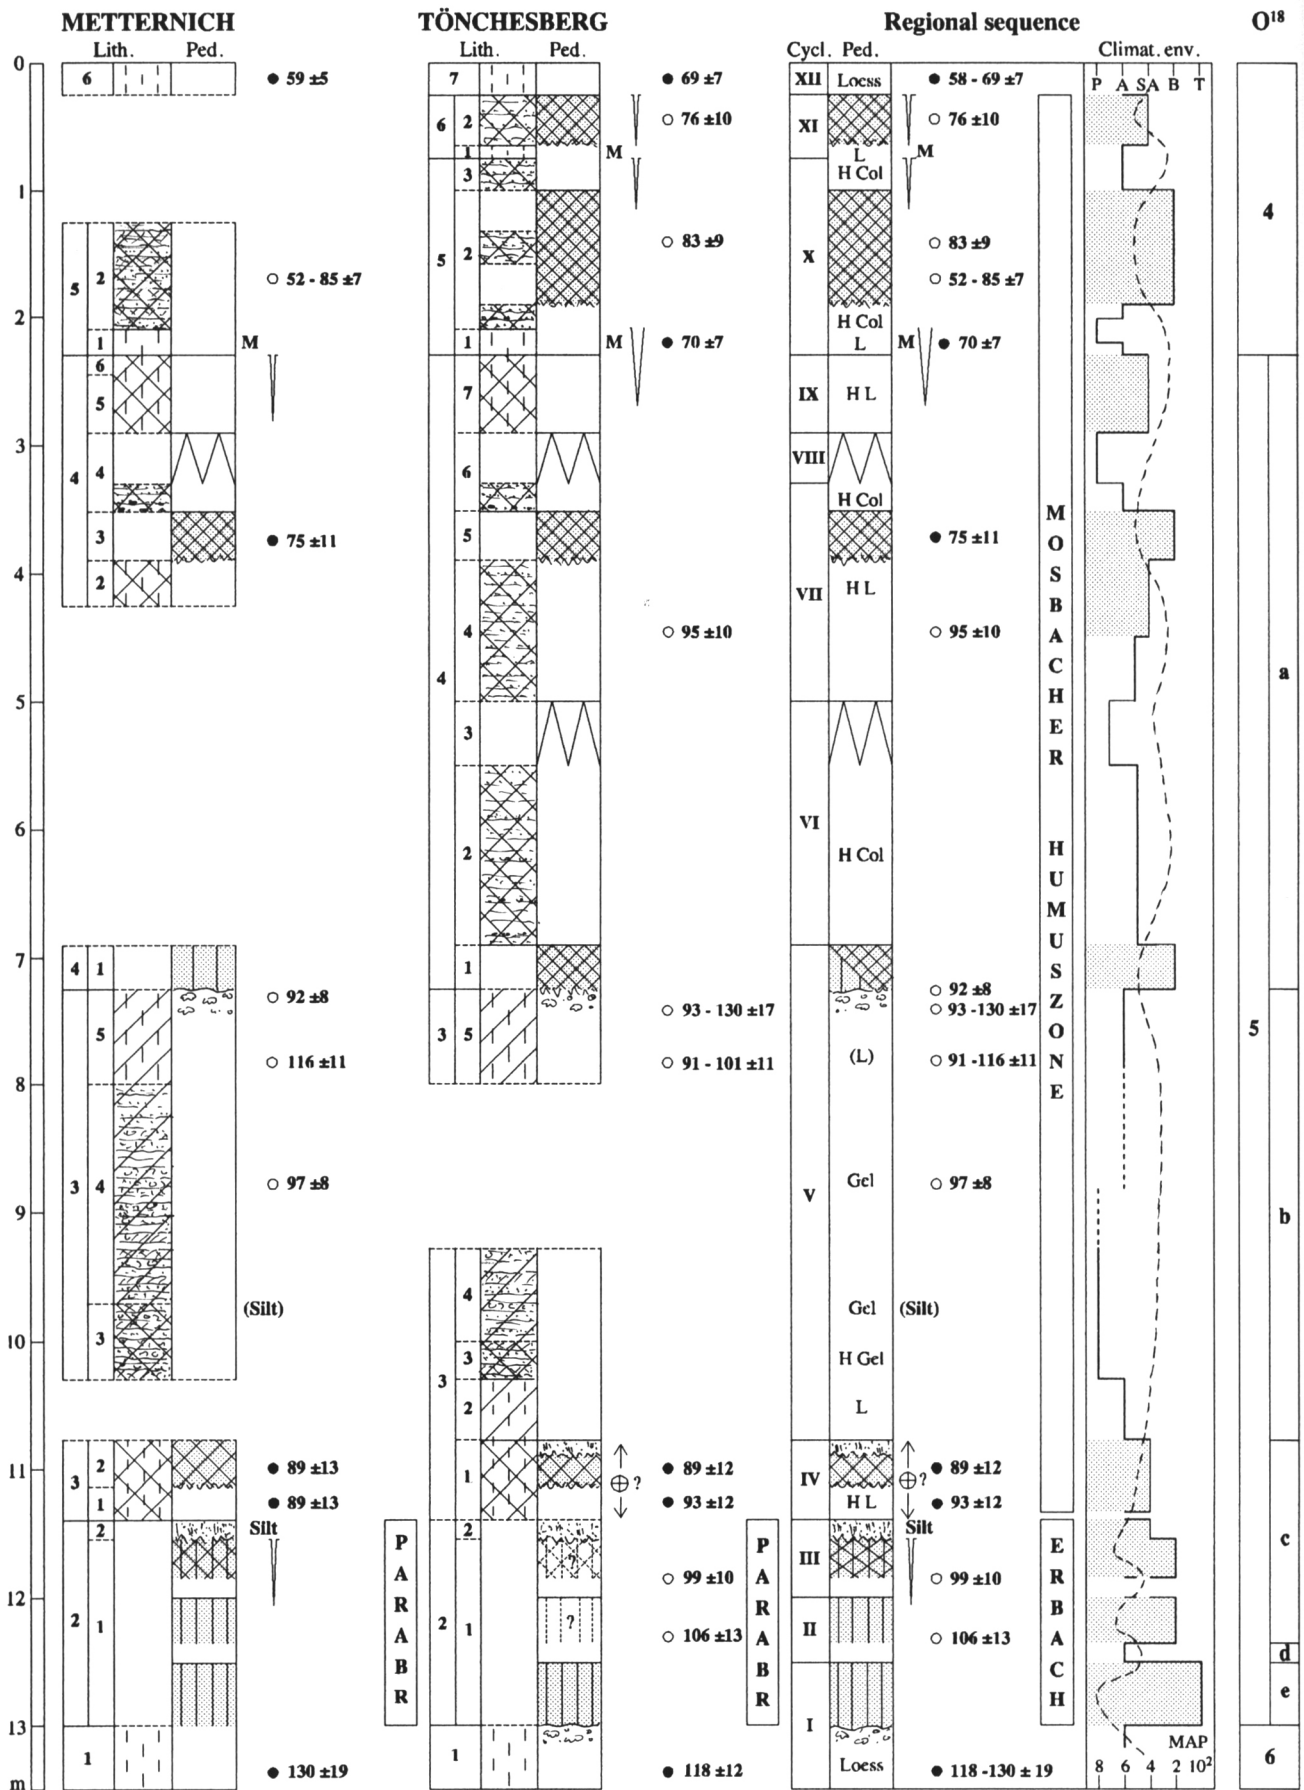 METTERNICH TÖNCHESBERG Regional sequence O¹⁸
Lith. Ped. Lith. Ped. Cycl. Ped. Climat. env.
0 6 59 ±5 7 69 ±7 XII Loess 58 - 69 ±7 P A SA B T
6 2 76 ±10 XI 76 ±10
1 M L M
3 H Col
1
4
5 2 83 ±9 X 83 ±9
5 2 52 - 85 ±7 52 - 85 ±7
2 H Col
1 M 1 M 70 ±7 L M 70 ±7
6
5 7 IX H L
3
4 4 6 VIII
H Col
3 75 ±11 5 VII 75 ±11
4
2 H L
4 95 ±10 95 ±10
4 a
5
3
6 VI
2 H Col
7 4 1 1
92 ±8 92 ±8
93 - 130 ±17 93 -130 ±17
5 3 5 5
116 ±11 91 - 101 ±11 (L) 91 -116 ±11
8
3 4 97 ±8 V Gel 97 ±8
9 b
4
(Silt) Gel (Silt)
10 3 3 H Gel
3
2 L
MOSBACHER HUMUSZONE
3 2 89 ±13 1 ? 89 ±12 IV ? 89 ±12
11
1 89 ±13 93 ±12 H L 93 ±12
2 Silt 2 Silt
c
? III
99 ±10 99 ±10
12
2 1 2 1 ? 106 ±13 II 106 ±13
d
e
PARABR PARABR ERBACH
13 I
MAP
1 130 ±19 1 118 ±12 Loess 118 -130 ± 19 6
m 8 6 4 2 10²